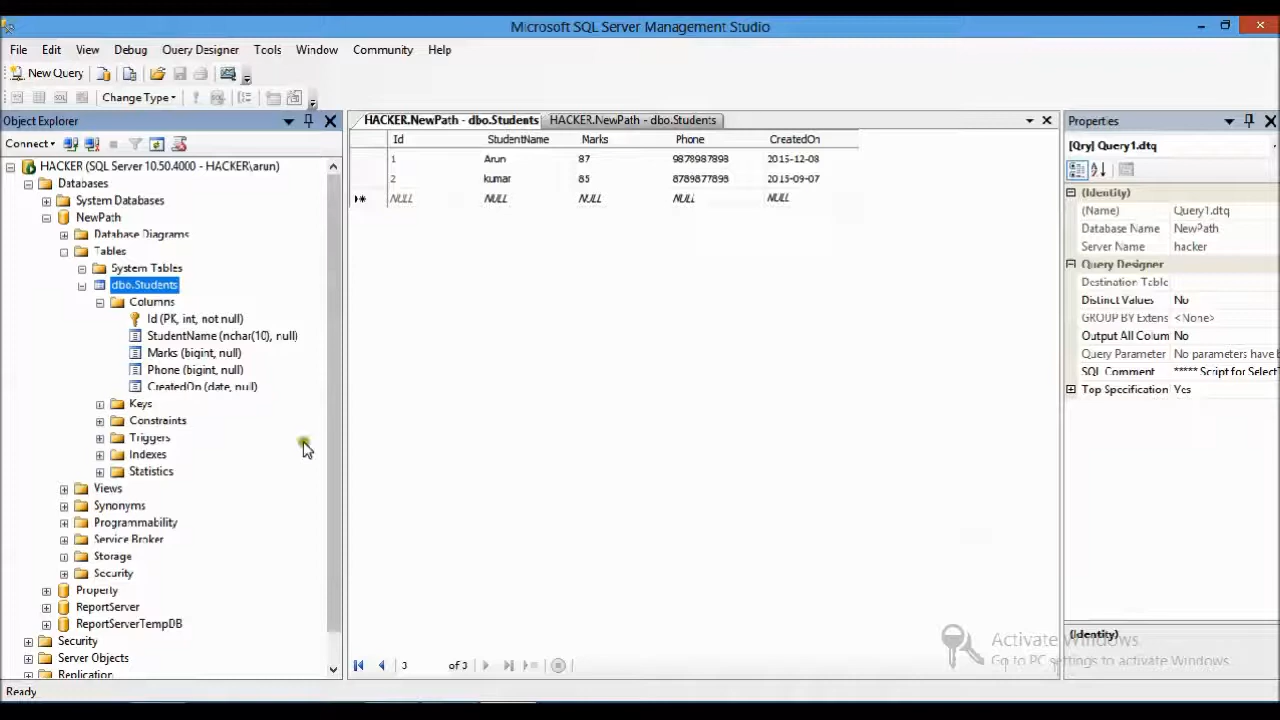 Microsoft SQL Server Management Studio
File Edit View Debug Query Designer Tools Window Community Help
New Query
Change Type
Object Explorer
Connect
HACKER (SQL Server 10.50.4000 - HACKER\arun)
Databases
System Databases
NewPath
Database Diagrams
Tables
System Tables
dbo.Students
Columns
Id (PK, int, not null)
StudentName (nchar(10), null)
Marks (bigint, null)
Phone (bigint, null)
CreatedOn (date, null)
Keys
Constraints
Triggers
Indexes
Statistics
Views
Synonyms
Programmability
Service Broker
Storage
Security
Property
ReportServer
ReportServerTempDB
Security
Server Objects
Replication
HACKER.NewPath - dbo.Students HACKER.NewPath - dbo.Students
Id StudentName Marks Phone CreatedOn
1 Arun 87 9878987898 2015-12-08
2 kumar 85 8789877898 2015-09-07
NULL NULL NULL NULL NULL
3 of 3
Properties
[Qry] Query1.dtq
(Identity)
(Name) Query1.dtq
Database Name NewPath
Server Name hacker
Query Designer
Destination Table
Distinct Values No
GROUP BY Extens <None>
Output All Colum No
Query Parameter No parameters have b
SQL Comment ***** Script for SelectT
Top Specification Yes
(Identity)
Activate Windows
Go to PC settings to activate Windows.
Ready